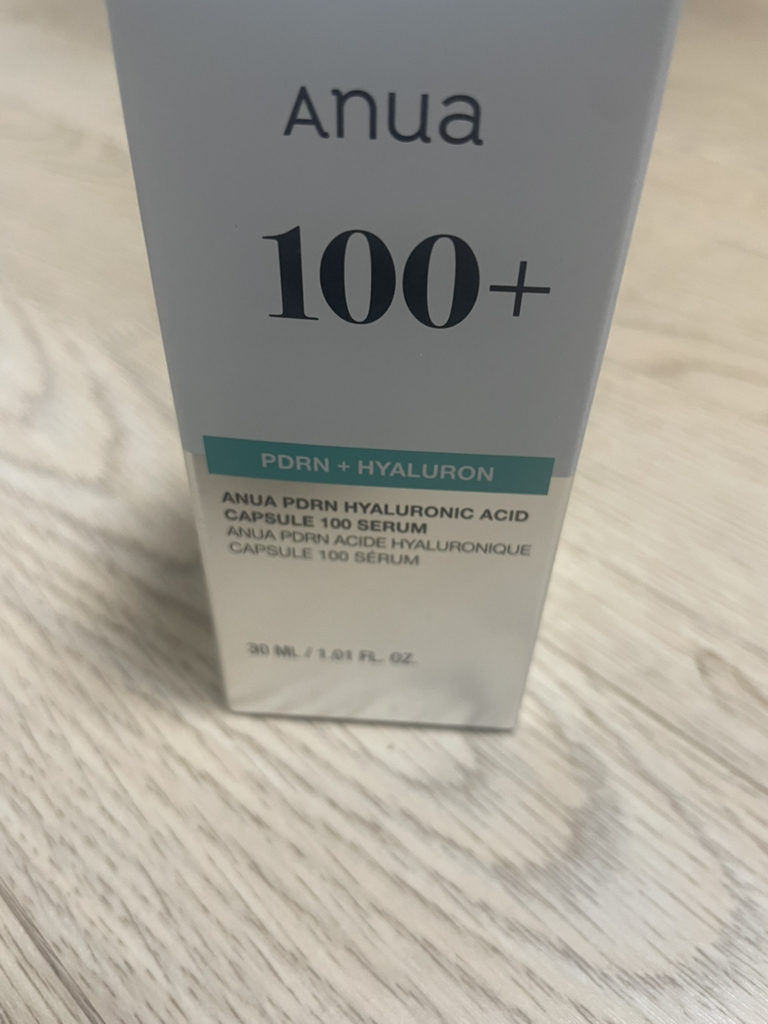 Anua
100+
PDRN + HYALURON
ANUA PDRN HYALURONIC ACID
CAPSULE 100 SERUM
ANUA PDRN ACIDE HYALURONIQUE
CAPSULE 100 SÉRUM
30 ML / 1.01 FL. OZ.